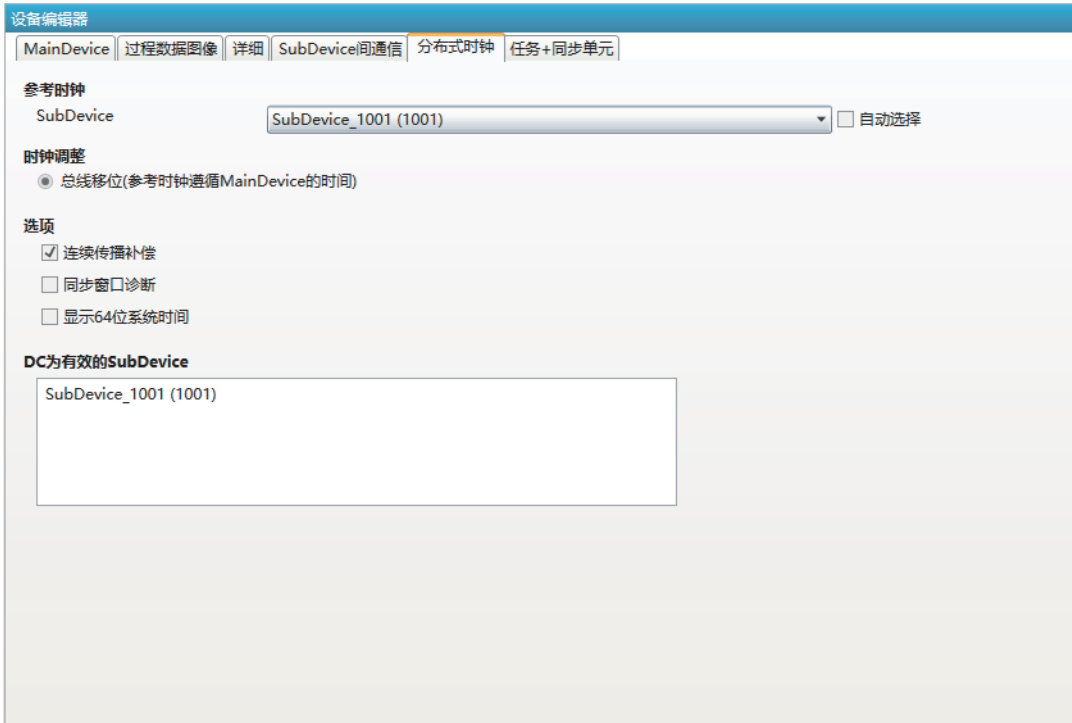 设备编辑器
MainDevice 过程数据图像 详细 SubDevice间通信 分布式时钟 任务+同步单元
参考时钟
SubDevice SubDevice_1001 (1001) 自动选择
时钟调整
总线移位(参考时钟遵循MainDevice的时间)
选项
连续传播补偿
同步窗口诊断
显示64位系统时间
DC为有效的SubDevice
SubDevice_1001 (1001)